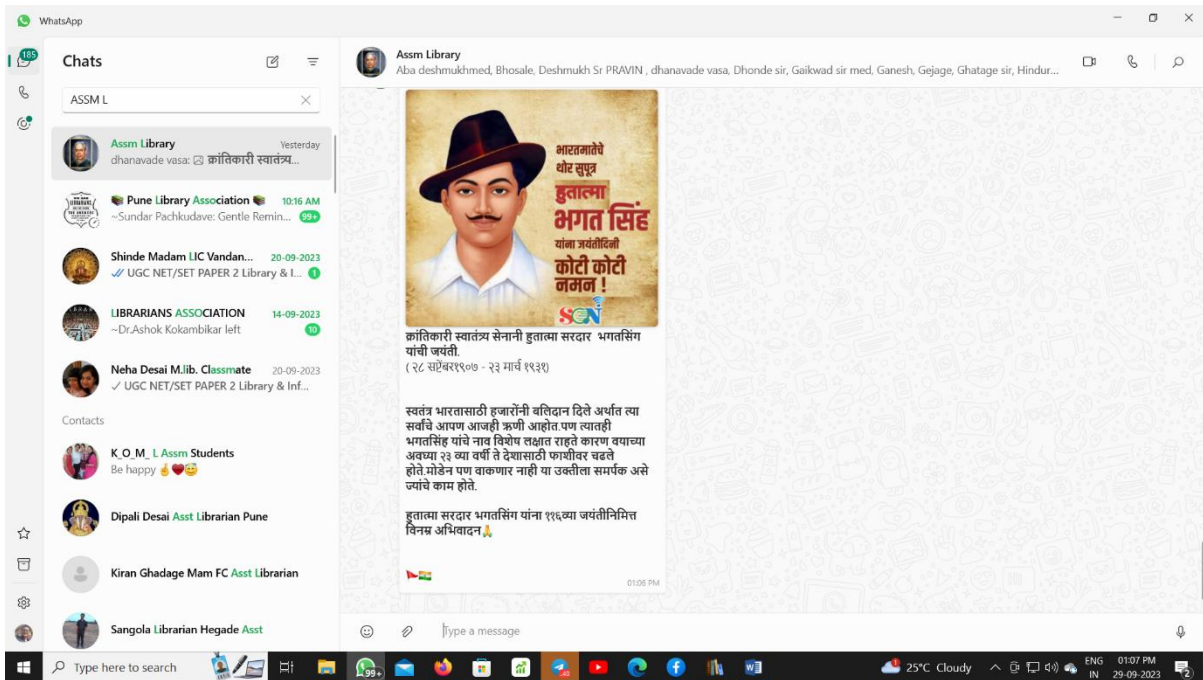 WhatsApp
185
Chats
ASSM L
Assm Library
Yesterday
dhanavade vasa: क्रांतिकारी स्वातंत्र्य...
Pune Library Association
10:16 AM
~Sundar Pachkudave: Gentle Remin...
99+
Shinde Madam LIC Vandan...
20-09-2023
UGC NET/SET PAPER 2 Library & I...
1
LIBRARIANS ASSOCIATION
14-09-2023
~Dr.Ashok Kokambikar left
10
Neha Desai M.lib. Classmate
20-09-2023
UGC NET/SET PAPER 2 Library & Inf...
Contacts
K_O_M_ L Assm Students
Be happy ☝❤😇
Dipali Desai Asst Librarian Pune
Kiran Ghadage Mam FC Asst Librarian
Sangola Librarian Hegade Asst
Assm Library
Aba deshmukhmed, Bhosale, Deshmukh Sr PRAVIN , dhanavade vasa, Dhonde sir, Gaikwad sir med, Ganesh, Gejage, Ghatage sir, Hindur...
भारतमातेचे
थोर सुपूत्र
हुतात्मा
भगत सिंह
यांना जयंतीदिनी
कोटी कोटी
नमन !
SCN
क्रांतिकारी स्वातंत्र्य सेनानी हुतात्मा सरदार भगतसिंग
यांची जयंती.
( २८ सप्टेंबर१९०७ - २३ मार्च १९३१)
स्वतंत्र भारतासाठी हजारोंनी बलिदान दिले अर्थात त्या
सर्वांचे आपण आजही ऋणी आहोत.पण त्यातही
भगतसिंह यांचे नाव विशेष लक्षात राहते कारण वयाच्या
अवघ्या २३ व्या वर्षी ते देशासाठी फाशीवर चढले
होते.मोडेन पण वाकणार नाही या उक्तीला समर्पक असे
ज्यांचे काम होते.
हुतात्मा सरदार भगतसिंग यांना ११६व्या जयंतीनिमित्त
विनम्र अभिवादन🙏
🚩🇮🇳
01:06 PM
Type a message
Type here to search
99+
25°C Cloudy
ENG
IN
01:07 PM
29-09-2023
2